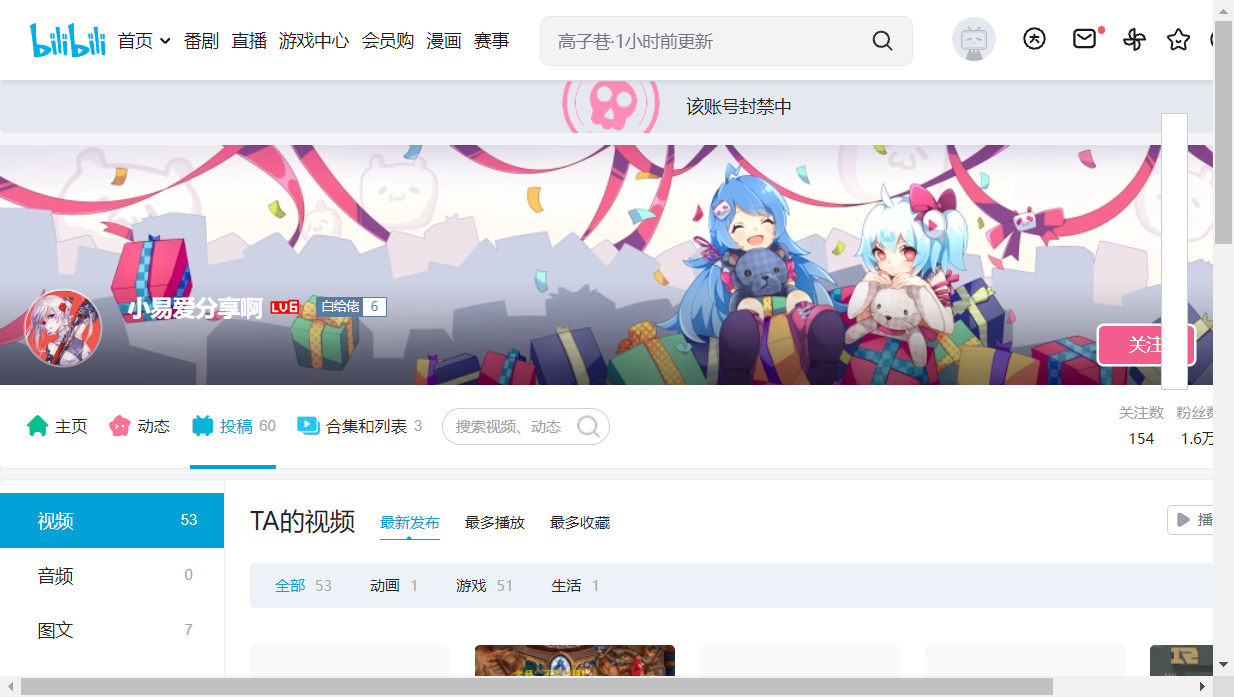 bilibili 首页 番剧 直播 游戏中心 会员购 漫画 赛事 高子巷·1小时前更新
该账号封禁中
小易爱分享啊 LV6 白给佬 6
关注
主页 动态 投稿 60 合集和列表 3 搜索视频、动态
关注数 粉丝数
154 1.6万
视频 53
TA的视频 最新发布 最多播放 最多收藏
播
音频 0
全部 53 动画 1 游戏 51 生活 1
图文 7